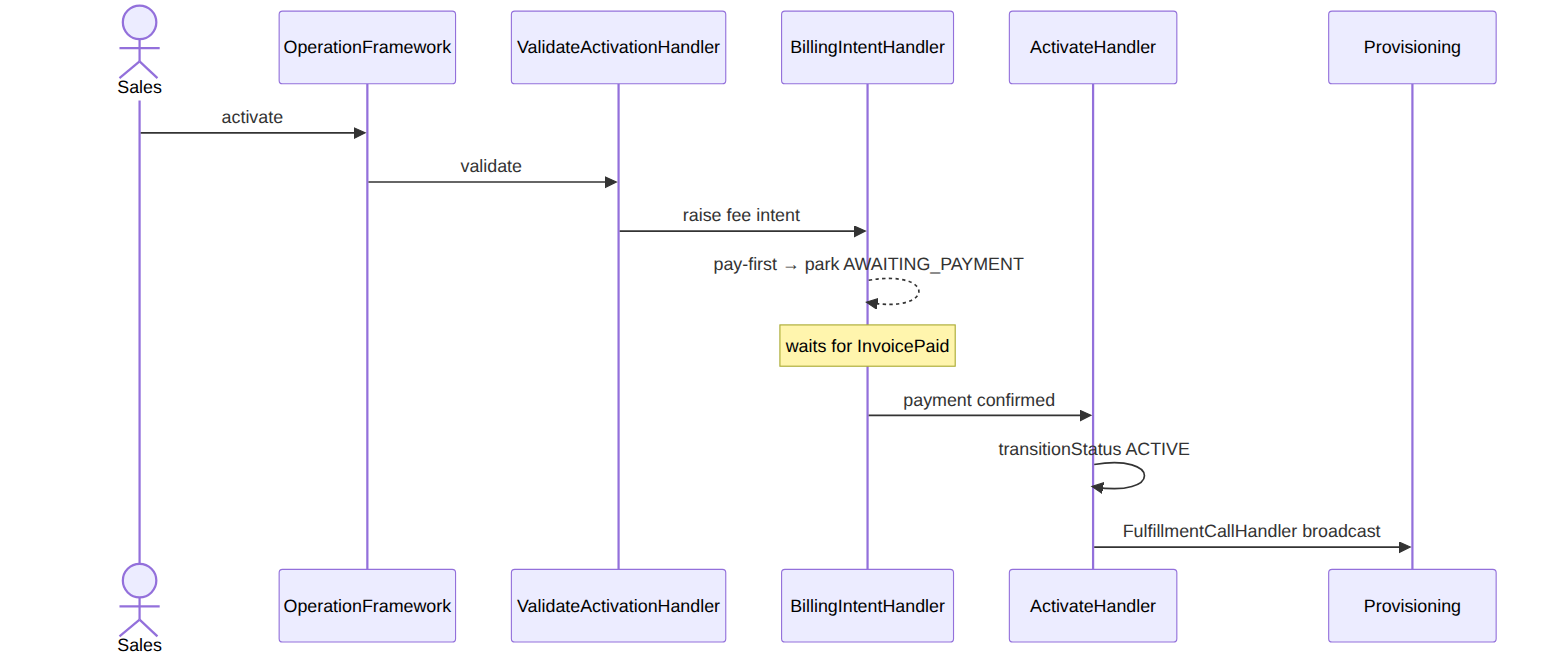 Sales
OperationFramework
ValidateActivationHandler
BillingIntentHandler
ActivateHandler
Provisioning
activate
validate
raise fee intent
pay-first → park AWAITING_PAYMENT
waits for InvoicePaid
payment confirmed
transitionStatus ACTIVE
FulfillmentCallHandler broadcast
Sales
OperationFramework
ValidateActivationHandler
BillingIntentHandler
ActivateHandler
Provisioning